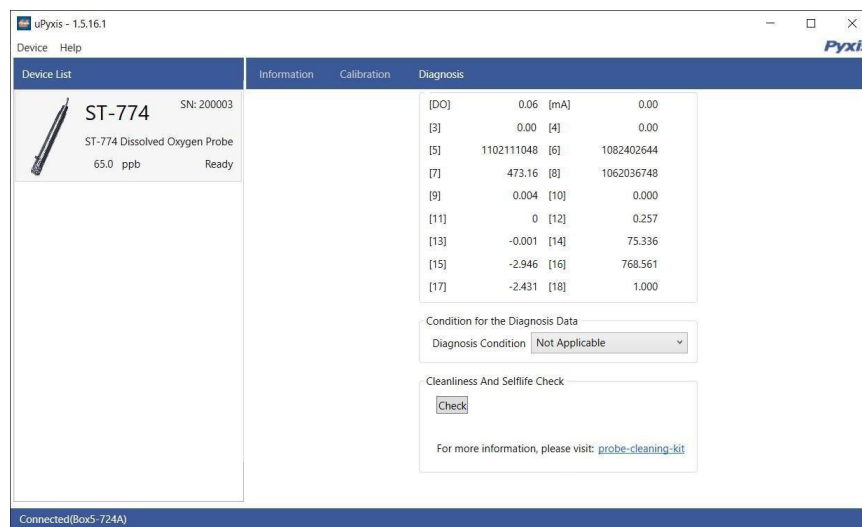 uPyxis - 1.5.16.1
Device Help
Pyxis
Device List
Information Calibration Diagnosis
ST-774 SN: 200003
ST-774 Dissolved Oxygen Probe
65.0 ppb Ready
[DO] 0.06 [mA] 0.00
[3] 0.00 [4] 0.00
[5] 1102111048 [6] 1082402644
[7] 473.16 [8] 1062036748
[9] 0.004 [10] 0.000
[11] 0 [12] 0.257
[13] -0.001 [14] 75.336
[15] -2.946 [16] 768.561
[17] -2.431 [18] 1.000
Condition for the Diagnosis Data
Diagnosis Condition Not Applicable
Cleanliness And Selflife Check
Check
For more information, please visit: probe-cleaning-kit
Connected(Box5-724A)